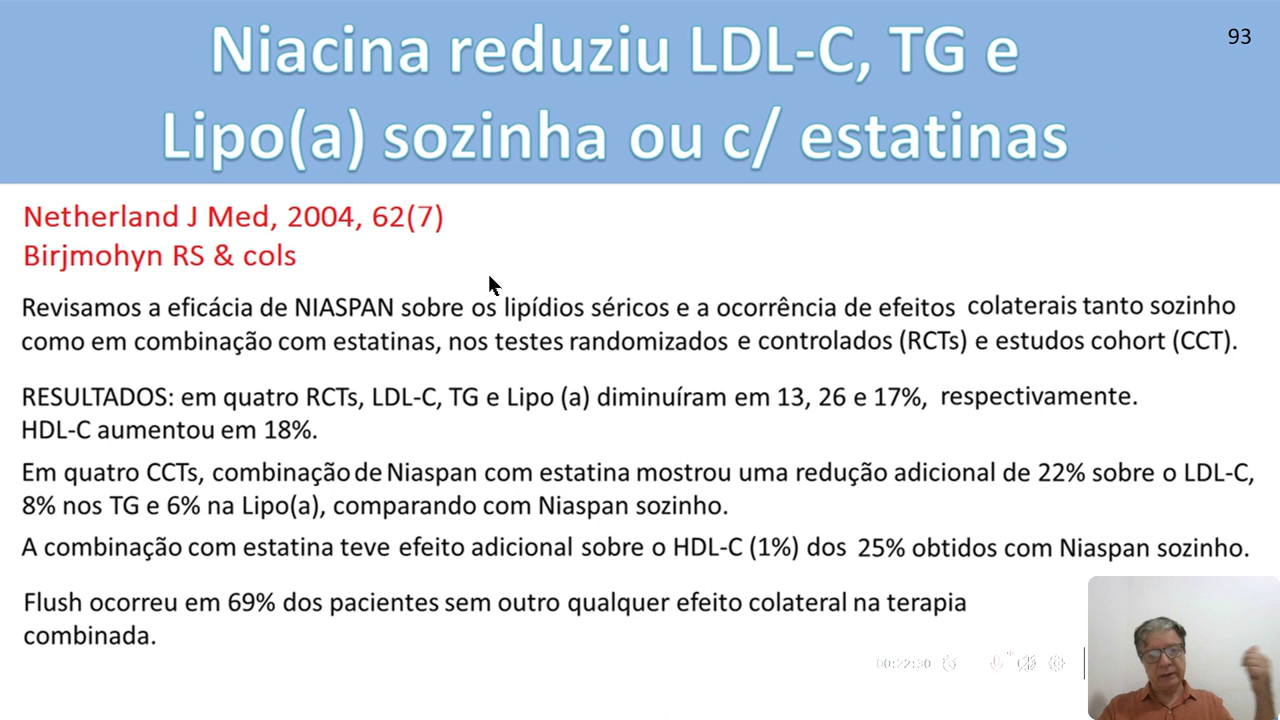 93
Niacina reduziu LDL-C, TG e
Lipo(a) sozinha ou c/ estatinas
Netherland J Med, 2004, 62(7)
Birjmohyn RS & cols
Revisamos a eficácia de NIASPAN sobre os lipídios séricos e a ocorrência de efeitos colaterais tanto sozinho
como em combinação com estatinas, nos testes randomizados e controlados (RCTs) e estudos cohort (CCT).
RESULTADOS: em quatro RCTs, LDL-C, TG e Lipo (a) diminuíram em 13, 26 e 17%, respectivamente.
HDL-C aumentou em 18%.
Em quatro CCTs, combinação de Niaspan com estatina mostrou uma redução adicional de 22% sobre o LDL-C,
8% nos TG e 6% na Lipo(a), comparando com Niaspan sozinho.
A combinação com estatina teve efeito adicional sobre o HDL-C (1%) dos 25% obtidos com Niaspan sozinho.
Flush ocorreu em 69% dos pacientes sem outro qualquer efeito colateral na terapia
combinada.
00:22:30